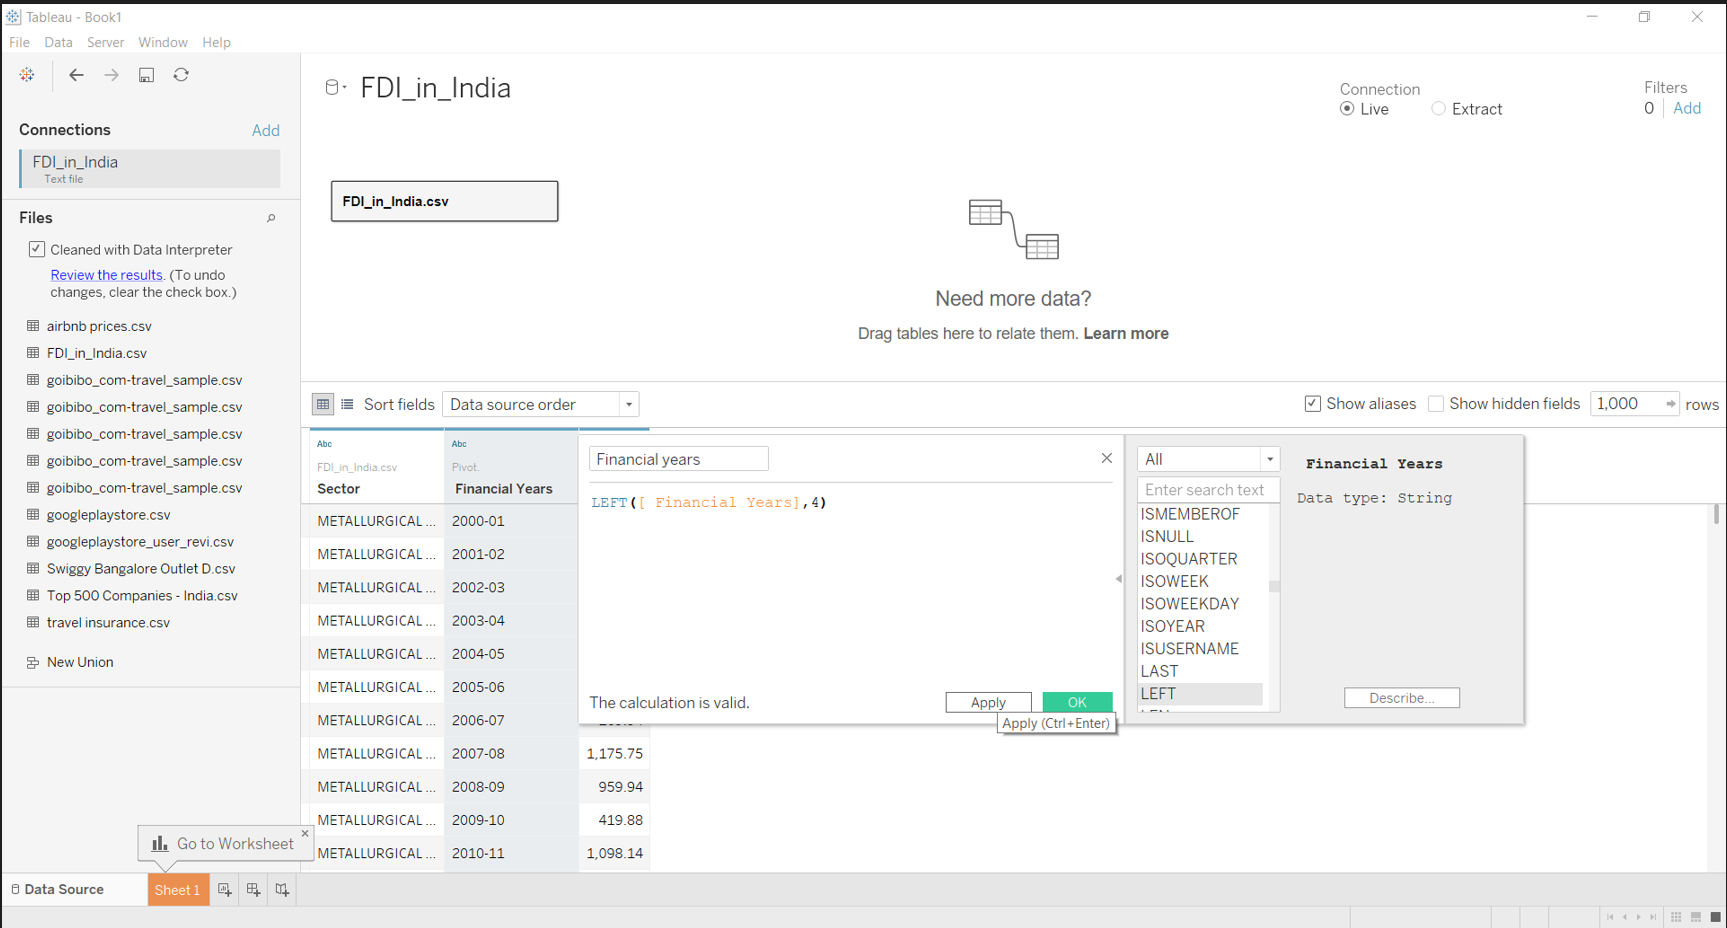 Tableau - Book1
File Data Server Window Help
Connections Add
FDI_in_India
Text file
Files
Cleaned with Data Interpreter
Review the results. (To undo
changes, clear the check box.)
airbnb prices.csv
FDI_in_India.csv
goibibo_com-travel_sample.csv
goibibo_com-travel_sample.csv
goibibo_com-travel_sample.csv
goibibo_com-travel_sample.csv
goibibo_com-travel_sample.csv
googleplaystore.csv
googleplaystore_user_revi.csv
Swiggy Bangalore Outlet D.csv
Top 500 Companies - India.csv
travel insurance.csv
New Union
FDI_in_India
Connection
Live Extract
Filters
0 Add
FDI_in_India.csv
Need more data?
Drag tables here to relate them. Learn more
Sort fields Data source order
Show aliases Show hidden fields 1,000 rows
Abc Abc
FDI_in_India.csv Pivot.
Sector Financial Years
METALLURGICAL ... 2000-01
METALLURGICAL ... 2001-02
METALLURGICAL ... 2002-03
METALLURGICAL ... 2003-04
METALLURGICAL ... 2004-05
METALLURGICAL ... 2005-06
METALLURGICAL ... 2006-07
METALLURGICAL ... 2007-08 1,175.75
METALLURGICAL ... 2008-09 959.94
METALLURGICAL ... 2009-10 419.88
METALLURGICAL ... 2010-11 1,098.14
Financial years
LEFT([ Financial Years],4)
The calculation is valid.
Apply OK
Apply (Ctrl+Enter)
All
Enter search text
ISMEMBEROF
ISNULL
ISOQUARTER
ISOWEEK
ISOWEEKDAY
ISOYEAR
ISUSERNAME
LAST
LEFT
Financial Years
Data type: String
Describe...
Go to Worksheet
Data Source Sheet 1